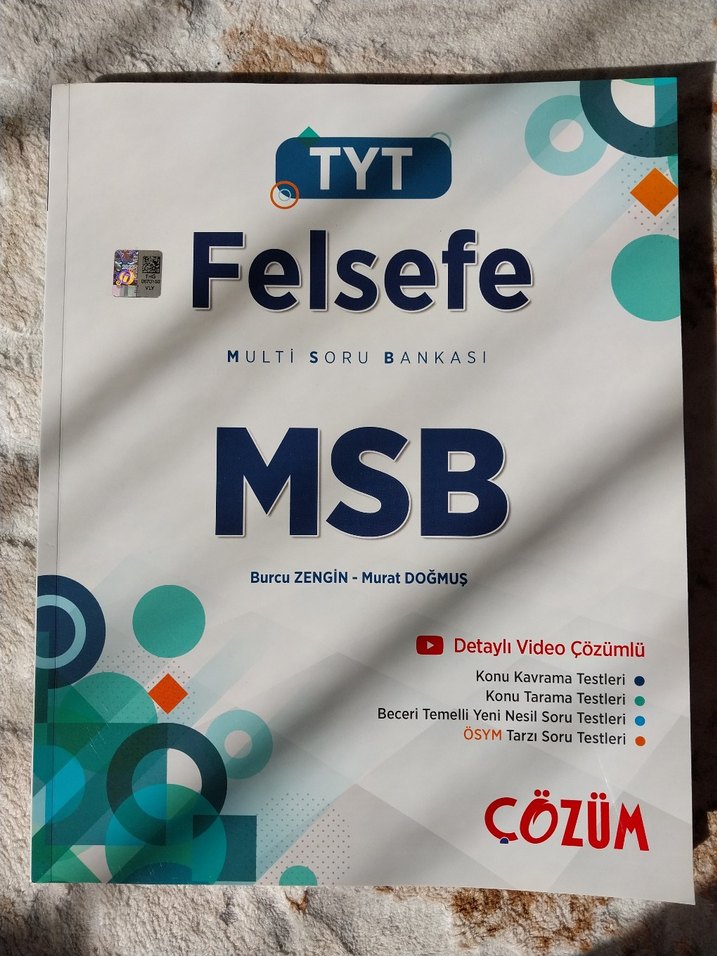 TYT
Felsefe
MULTİ SORU BANKASI
MSB
Burcu ZENGİN - Murat DOĞMUŞ
Detaylı Video Çözümlü
Konu Kavrama Testleri
Konu Tarama Testleri
Beceri Temelli Yeni Nesil Soru Testleri
ÖSYM Tarzı Soru Testleri
ÇÖZÜM